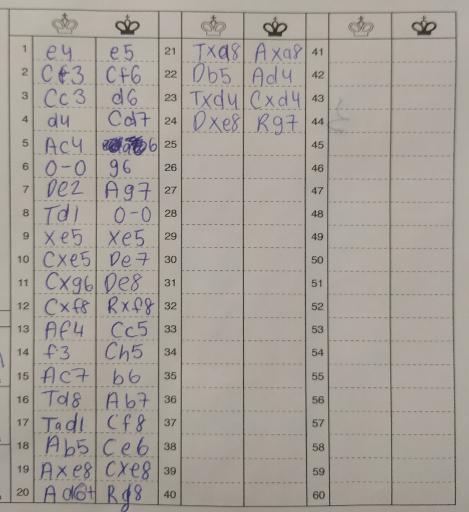 1 e4 e5
2 Cf3 Cf6
3 Cc3 d6
4 d4 Cd7
5 Ac4
6 0-0 g6
7 De2 Ag7
8 Td1 0-0
9 xe5 xe5
10 Cxe5 De7
11 Cxg6 De8
12 Cxf8 Rxf8
13 Af4 Cc5
14 f3 Ch5
15 Ac7 b6
16 Td8 Ab7
17 Tad1 Cf8
18 Ab5 Ce6
19 Axe8 Cxe8
20 Ad6+ Rg8
21 Txa8 Axa8
22 Db5 Ad4
23 Txd4 Cxd4
24 Dxe8 Rg7
25
26
27
28
29
30
31
32
33
34
35
36
37
38
39
40
41
42
43
44
45
46
47
48
49
50
51
52
53
54
55
56
57
58
59
60